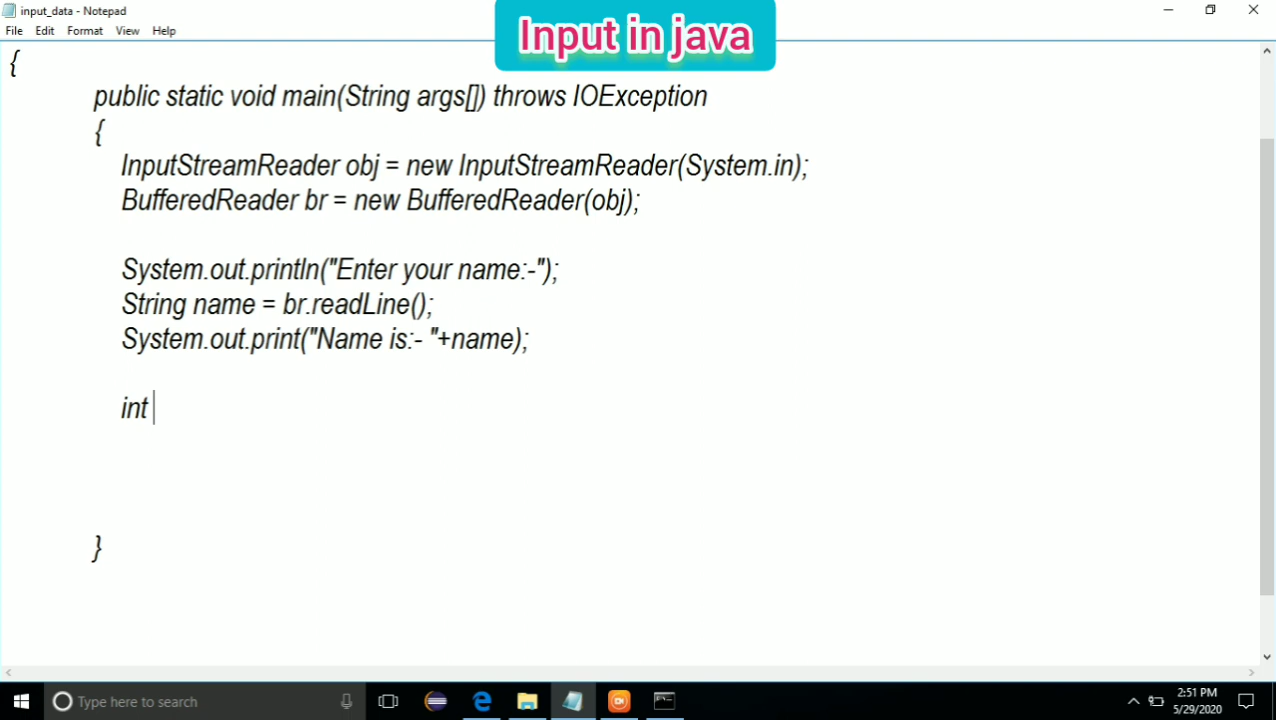 input_data - Notepad
Input in java
File Edit Format View Help
{
public static void main(String args[]) throws IOException
{
InputStreamReader obj = new InputStreamReader(System.in);
BufferedReader br = new BufferedReader(obj);
System.out.println("Enter your name:-");
String name = br.readLine();
System.out.print("Name is:- "+name);
int
}
Type here to search
2:51 PM
5/29/2020